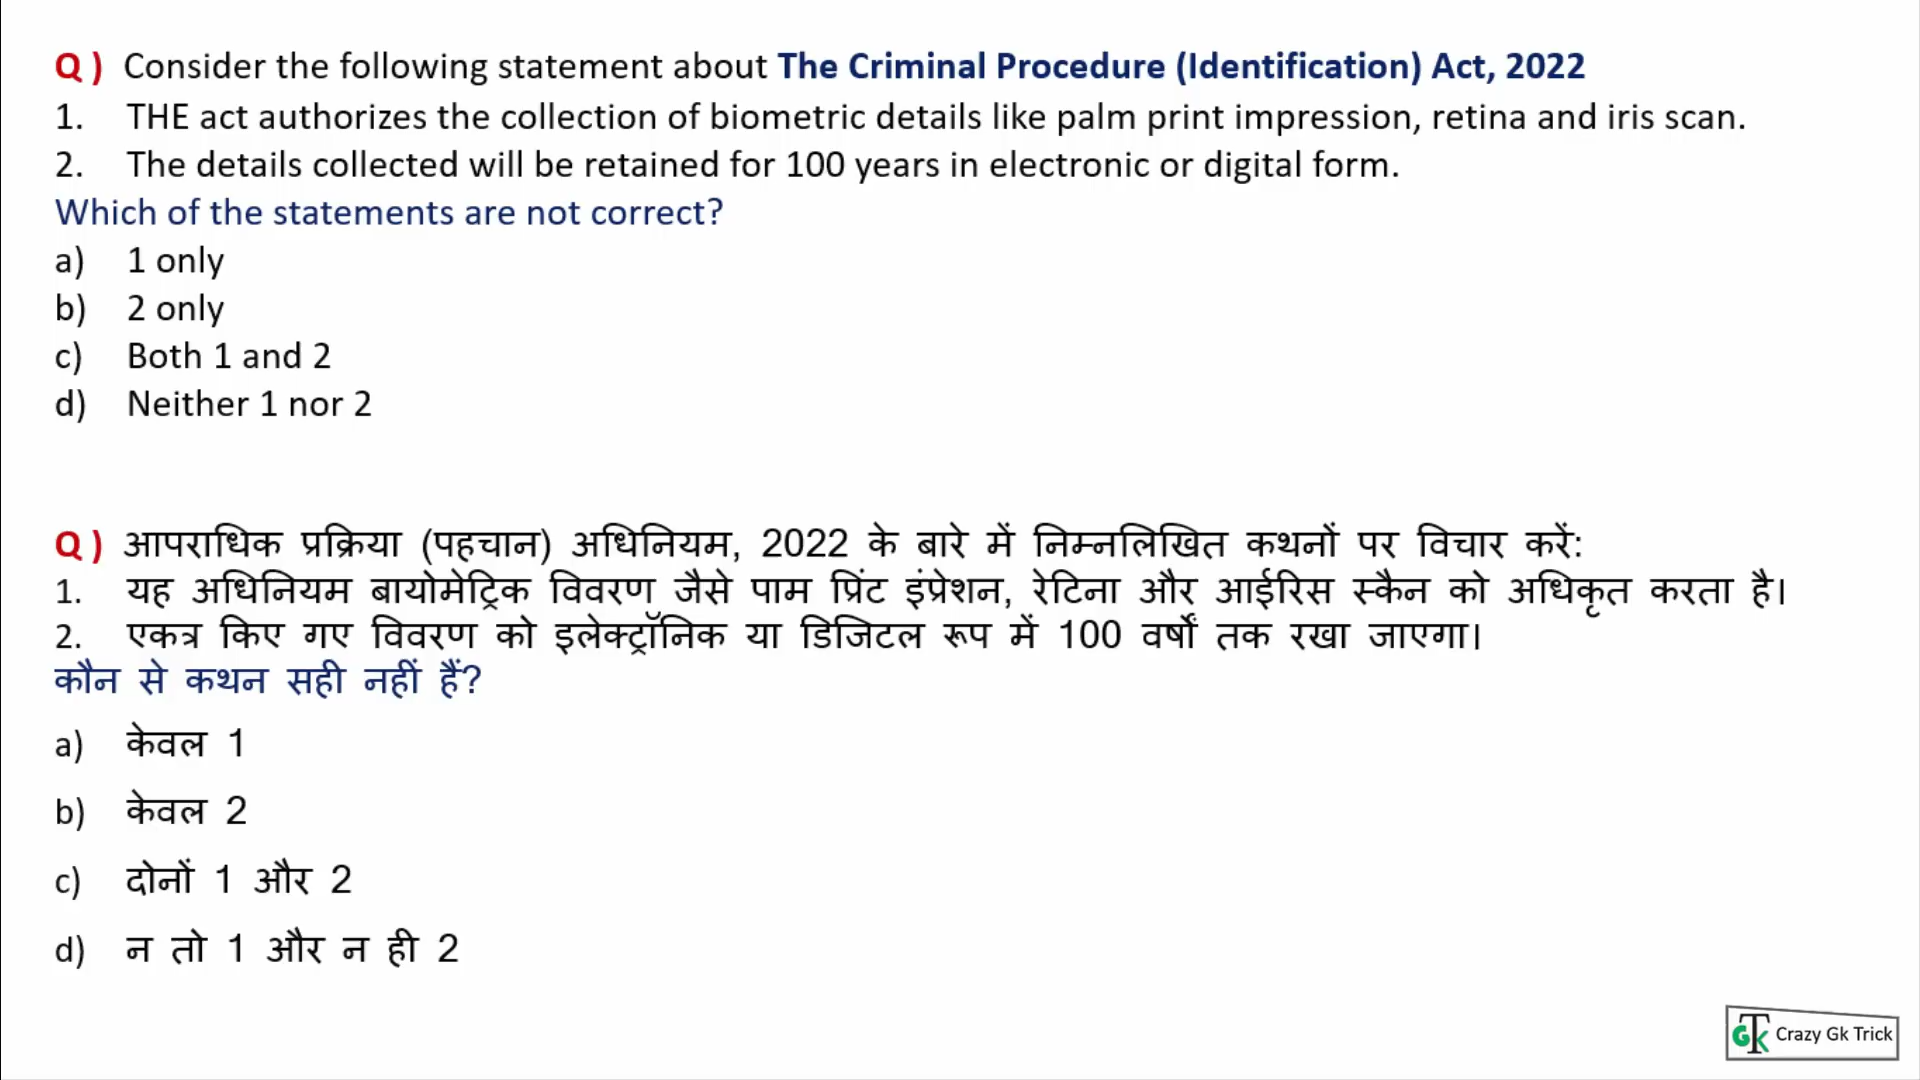 Q ) Consider the following statement about The Criminal Procedure (Identification) Act, 2022
1. THE act authorizes the collection of biometric details like palm print impression, retina and iris scan.
2. The details collected will be retained for 100 years in electronic or digital form.
Which of the statements are not correct?
a) 1 only
b) 2 only
c) Both 1 and 2
d) Neither 1 nor 2
Q ) आपराधिक प्रक्रिया (पहचान) अधिनियम, 2022 के बारे में निम्नलिखित कथनों पर विचार करें:
1. यह अधिनियम बायोमेट्रिक विवरण जैसे पाम प्रिंट इंप्रेशन, रेटिना और आईरिस स्कैन को अधिकृत करता है।
2. एकत्र किए गए विवरण को इलेक्ट्रॉनिक या डिजिटल रूप में 100 वर्षों तक रखा जाएगा।
कौन से कथन सही नहीं हैं?
a) केवल 1
b) केवल 2
c) दोनों 1 और 2
d) न तो 1 और न ही 2
GTK Crazy Gk Trick